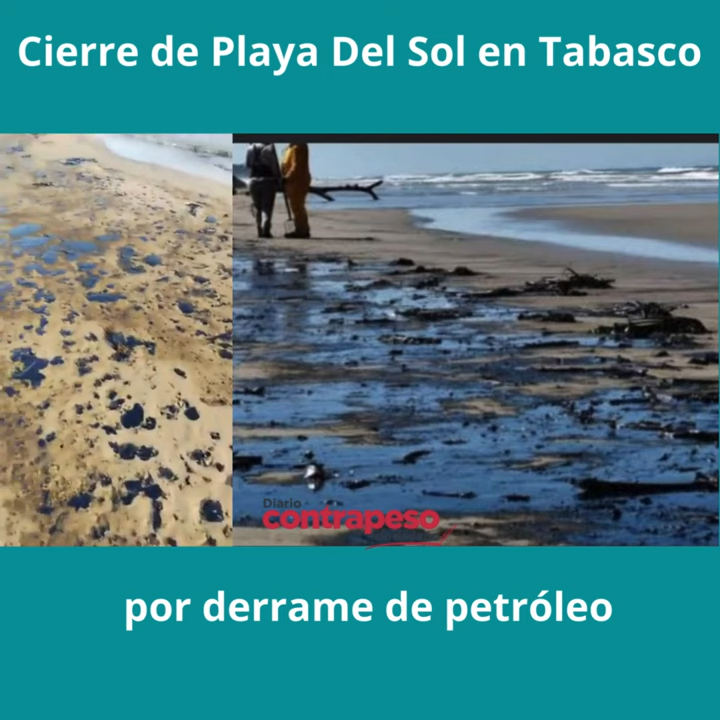 Cierre de Playa Del Sol en Tabasco
Diario
contrapeso
por derrame de petróleo